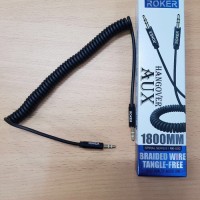 ROKER
HANGOVER
AUX
1800MM
BRAIDED WIRE
TANGLE-FREE